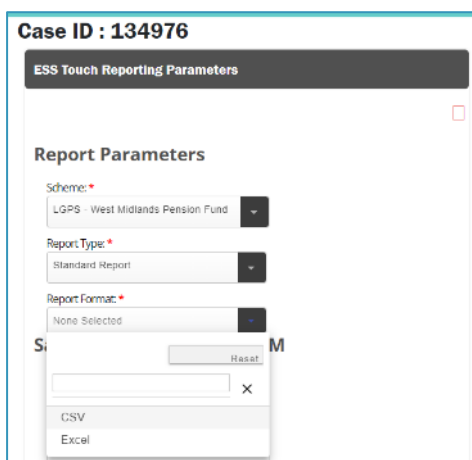 Case ID : 134976
ESS Touch Reporting Parameters
Report Parameters
Scheme: *
LGPS - West Midlands Pension Fund
Report Type: *
Standard Report
Report Format: *
None Selected
M
Reset
CSV
Excel